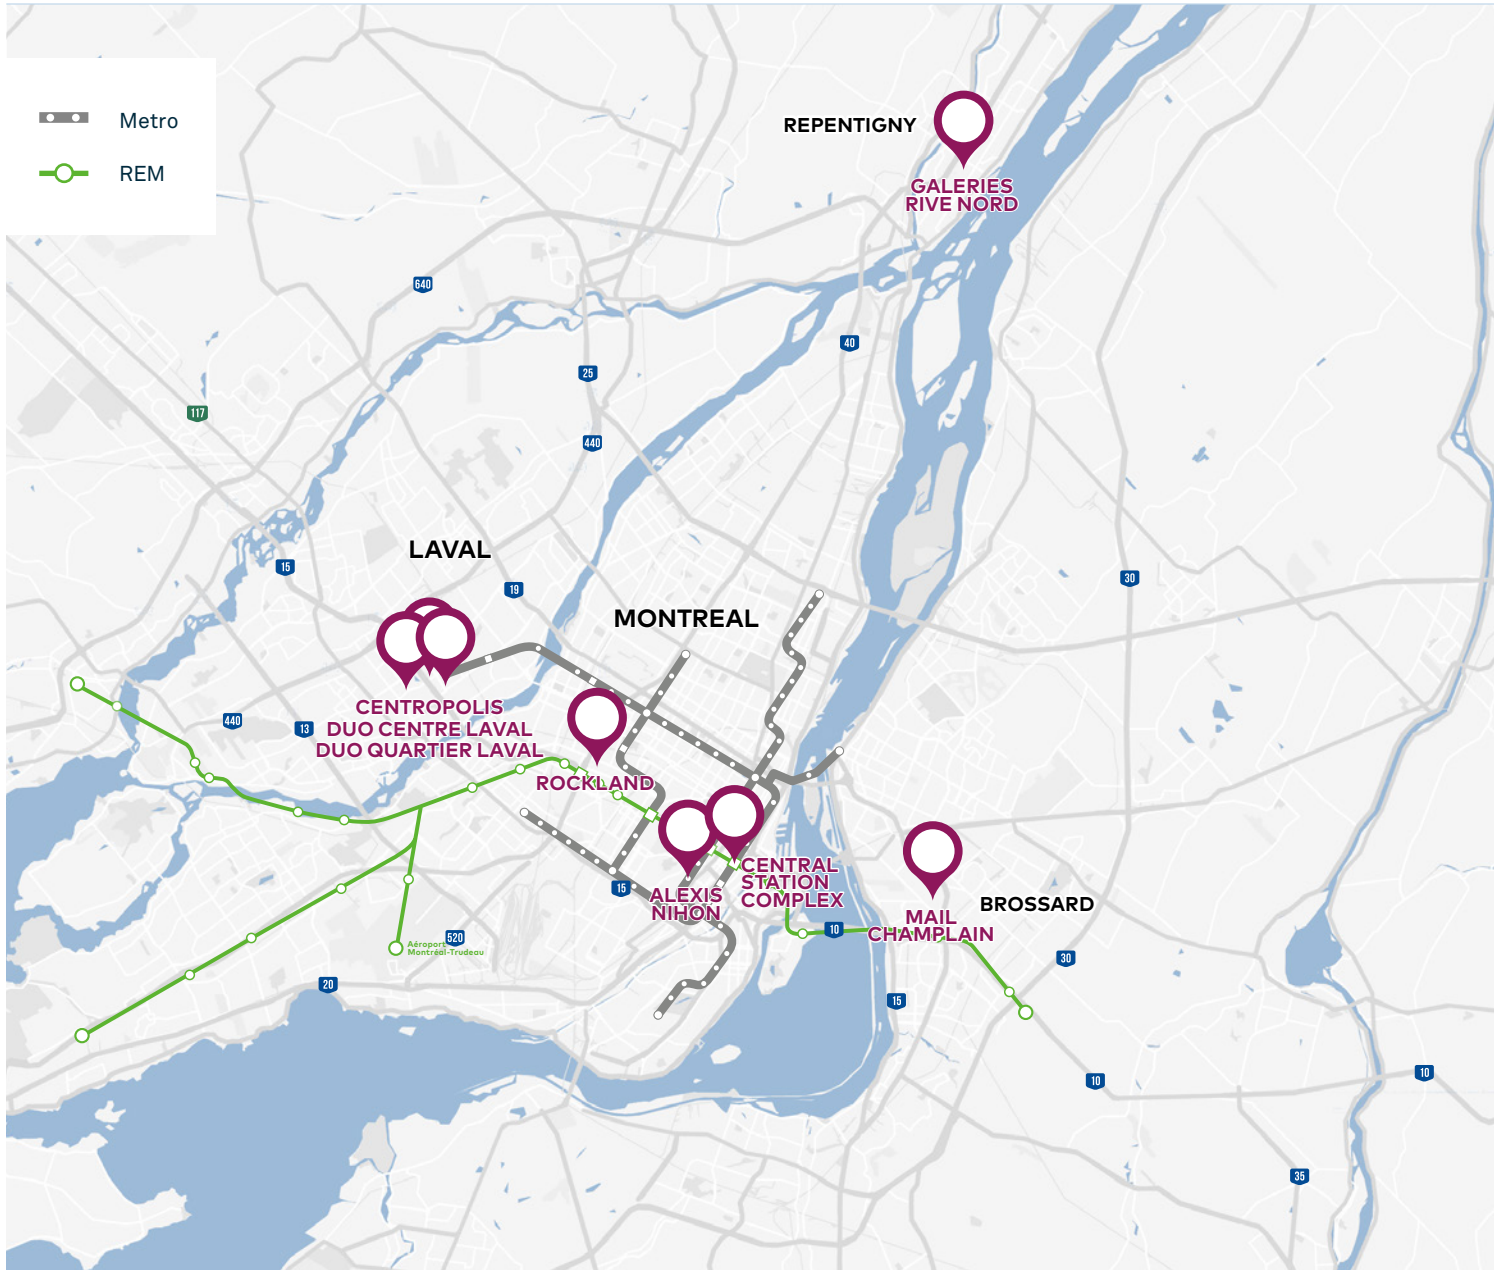 Metro
REM
REPENTIGNY
GALERIES
RIVE NORD
640
40
25
117
440
LAVAL
15
19
30
MONTREAL
CENTROPOLIS
DUO CENTRE LAVAL
DUO QUARTIER LAVAL
440
13
ROCKLAND
CENTRAL
STATION
COMPLEX
15
ALEXIS
NIHON
BROSSARD
MAIL
CHAMPLAIN
10
520
Aéroport
Montréal-Trudeau
30
20
15
10
10
35